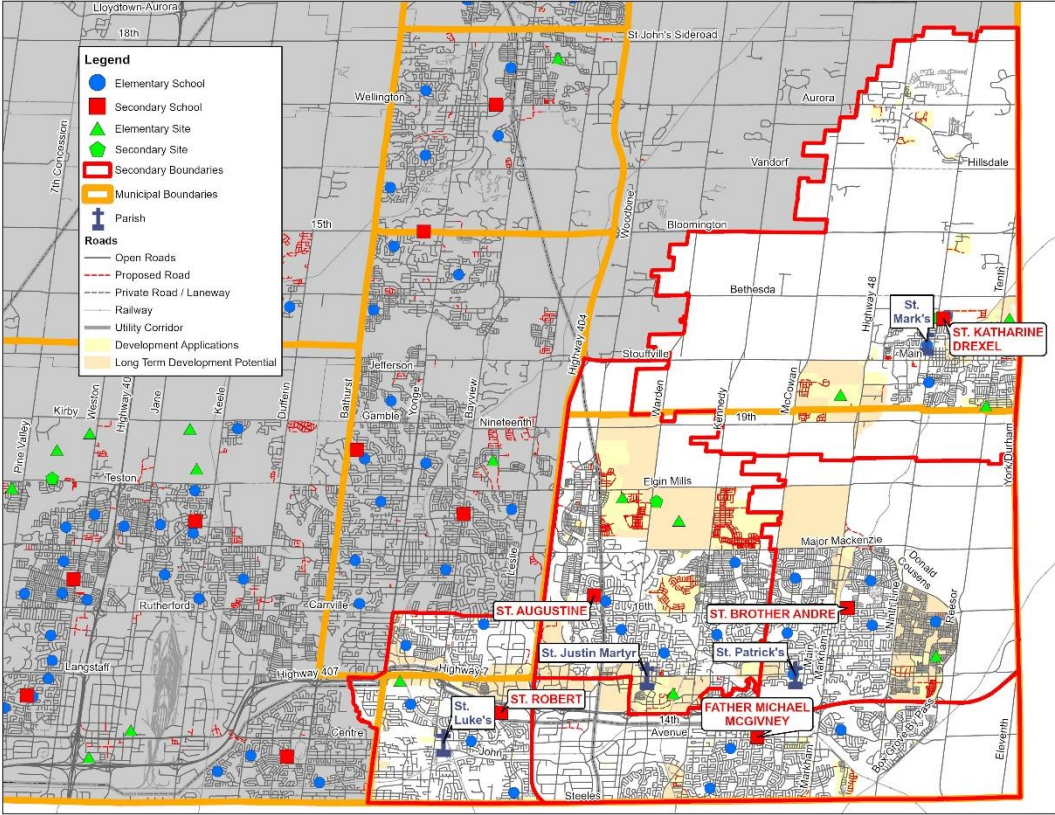 Lloydtown-Aurora
18th
St John's Sideroad
Legend
Elementary School
Secondary School
Elementary Site
Secondary Site
Secondary Boundaries
Municipal Boundaries
Parish
Roads
Open Roads
Proposed Road
Private Road / Laneway
Railway
Utility Corridor
Development Applications
Long Term Development Potential
7th Concession
Wellington
Aurora
Vandorf
Hillsdale
15th
Woodbine
Bloomington
Bethesda
Highway 48
Tenth
St.
Mark's
ST. KATHARINE
DREXEL
Main
Highway 404
Stouffville
Jefferson
Kirby
Weston
Jane
Keele
Dufferin
Bathurst
Gamble
Yonge
Bayview
Nineteenth
Warden
Kennedy
McCowan
19th
York/Durham
Pine Valley
Teston
Elgin Mills
Major Mackenzie
Donald
Cousens
Leslie
Rutherford
Carrville
ST. AUGUSTINE
16th
ST. BROTHER ANDRE
Ninth Line
Reesor
Langstaff
Highway 407
Highway 7
St. Justin Martyr
St. Patrick's
Main
Markham
St.
Luke's
ST. ROBERT
FATHER MICHAEL
MCGIVNEY
14th
Avenue
Centre
John
Markham
Box Grove By-Pass
Eleventh
Steeles